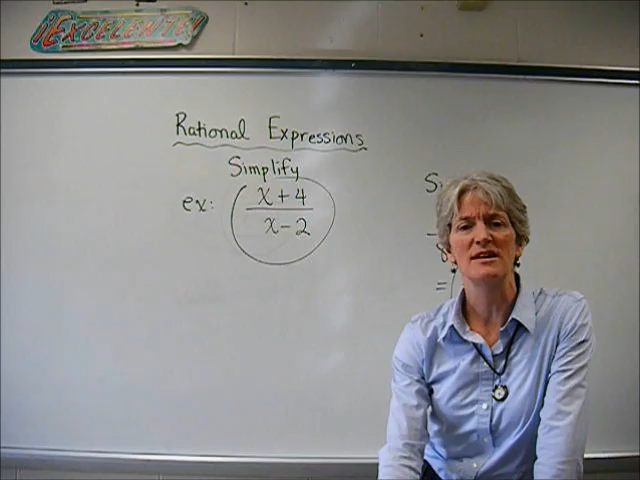 ¡EXCELENTE!
Rational Expressions
Simplify
ex: x + 4
x - 2
=